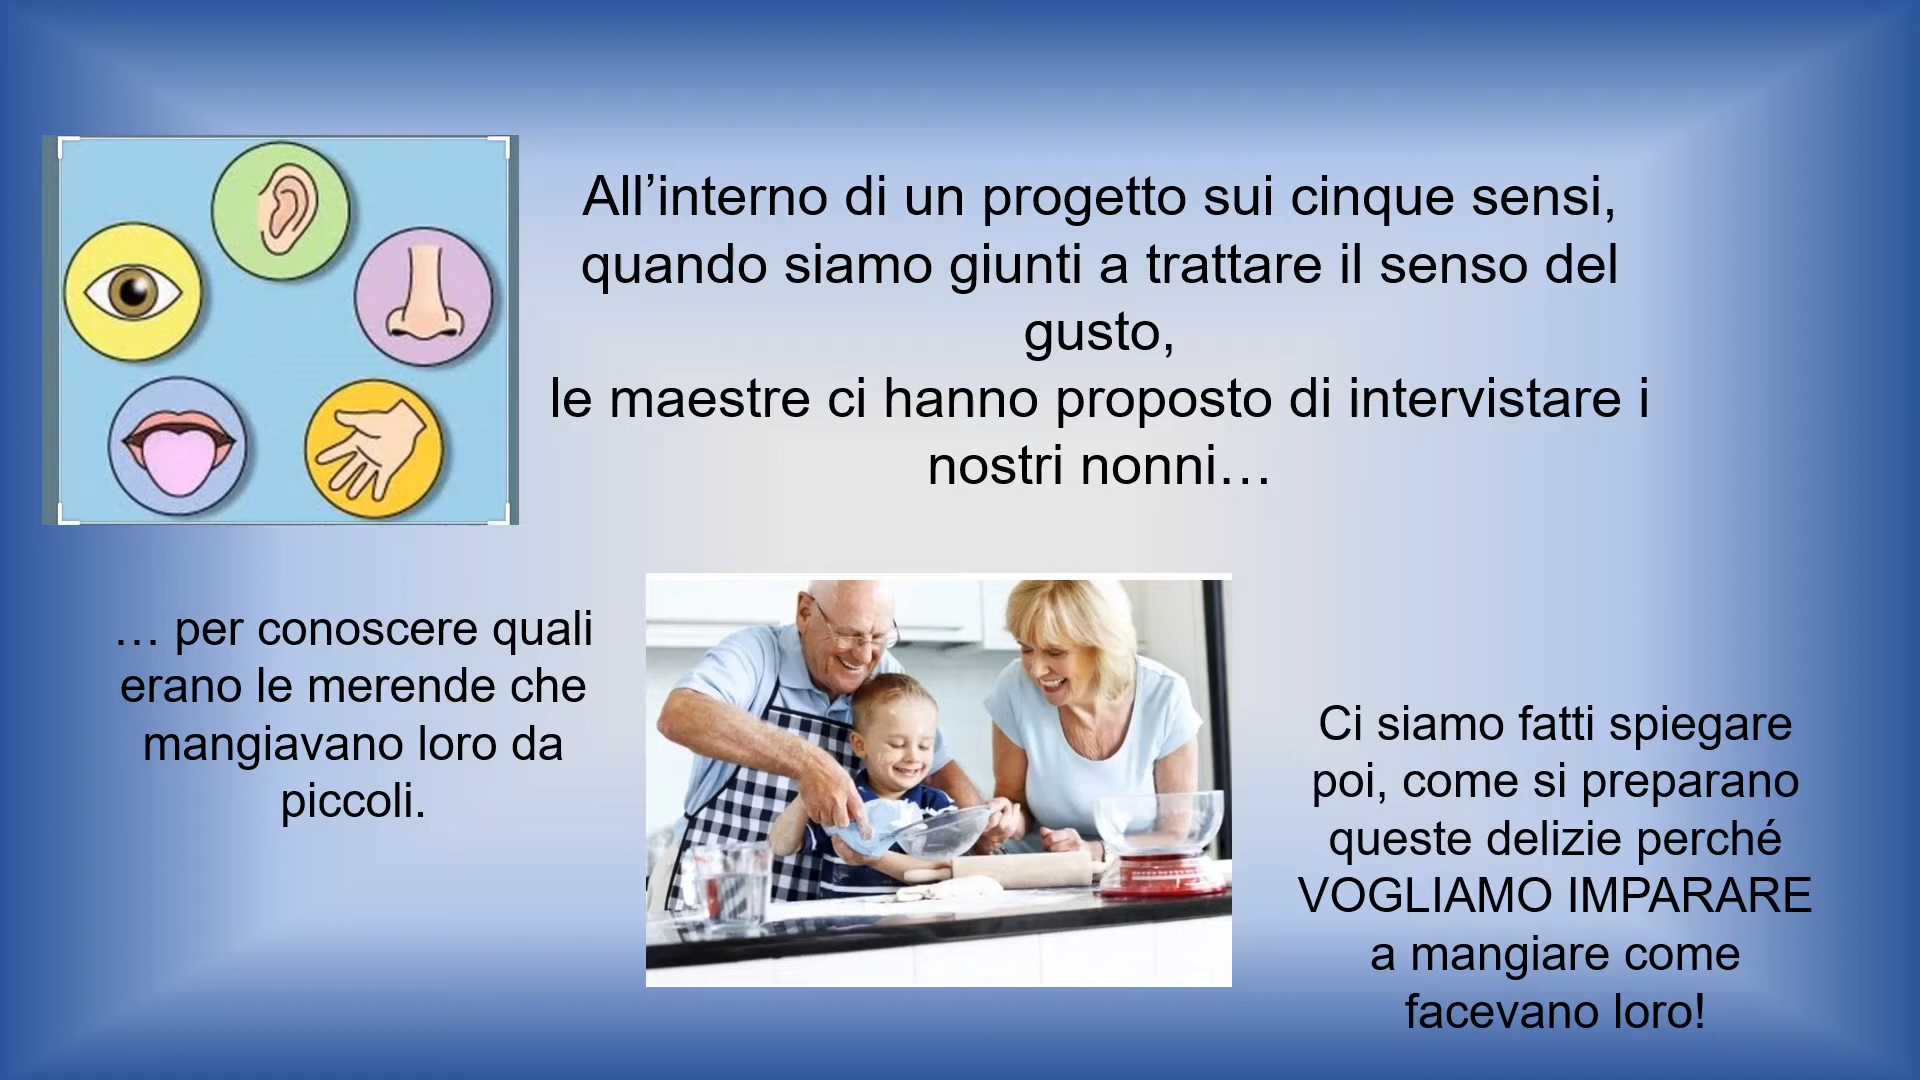 All’interno di un progetto sui cinque sensi,
quando siamo giunti a trattare il senso del
gusto,
le maestre ci hanno proposto di intervistare i
nostri nonni…
… per conoscere quali
erano le merende che
mangiavano loro da
piccoli.
Ci siamo fatti spiegare
poi, come si preparano
queste delizie perché
VOGLIAMO IMPARARE
a mangiare come
facevano loro!